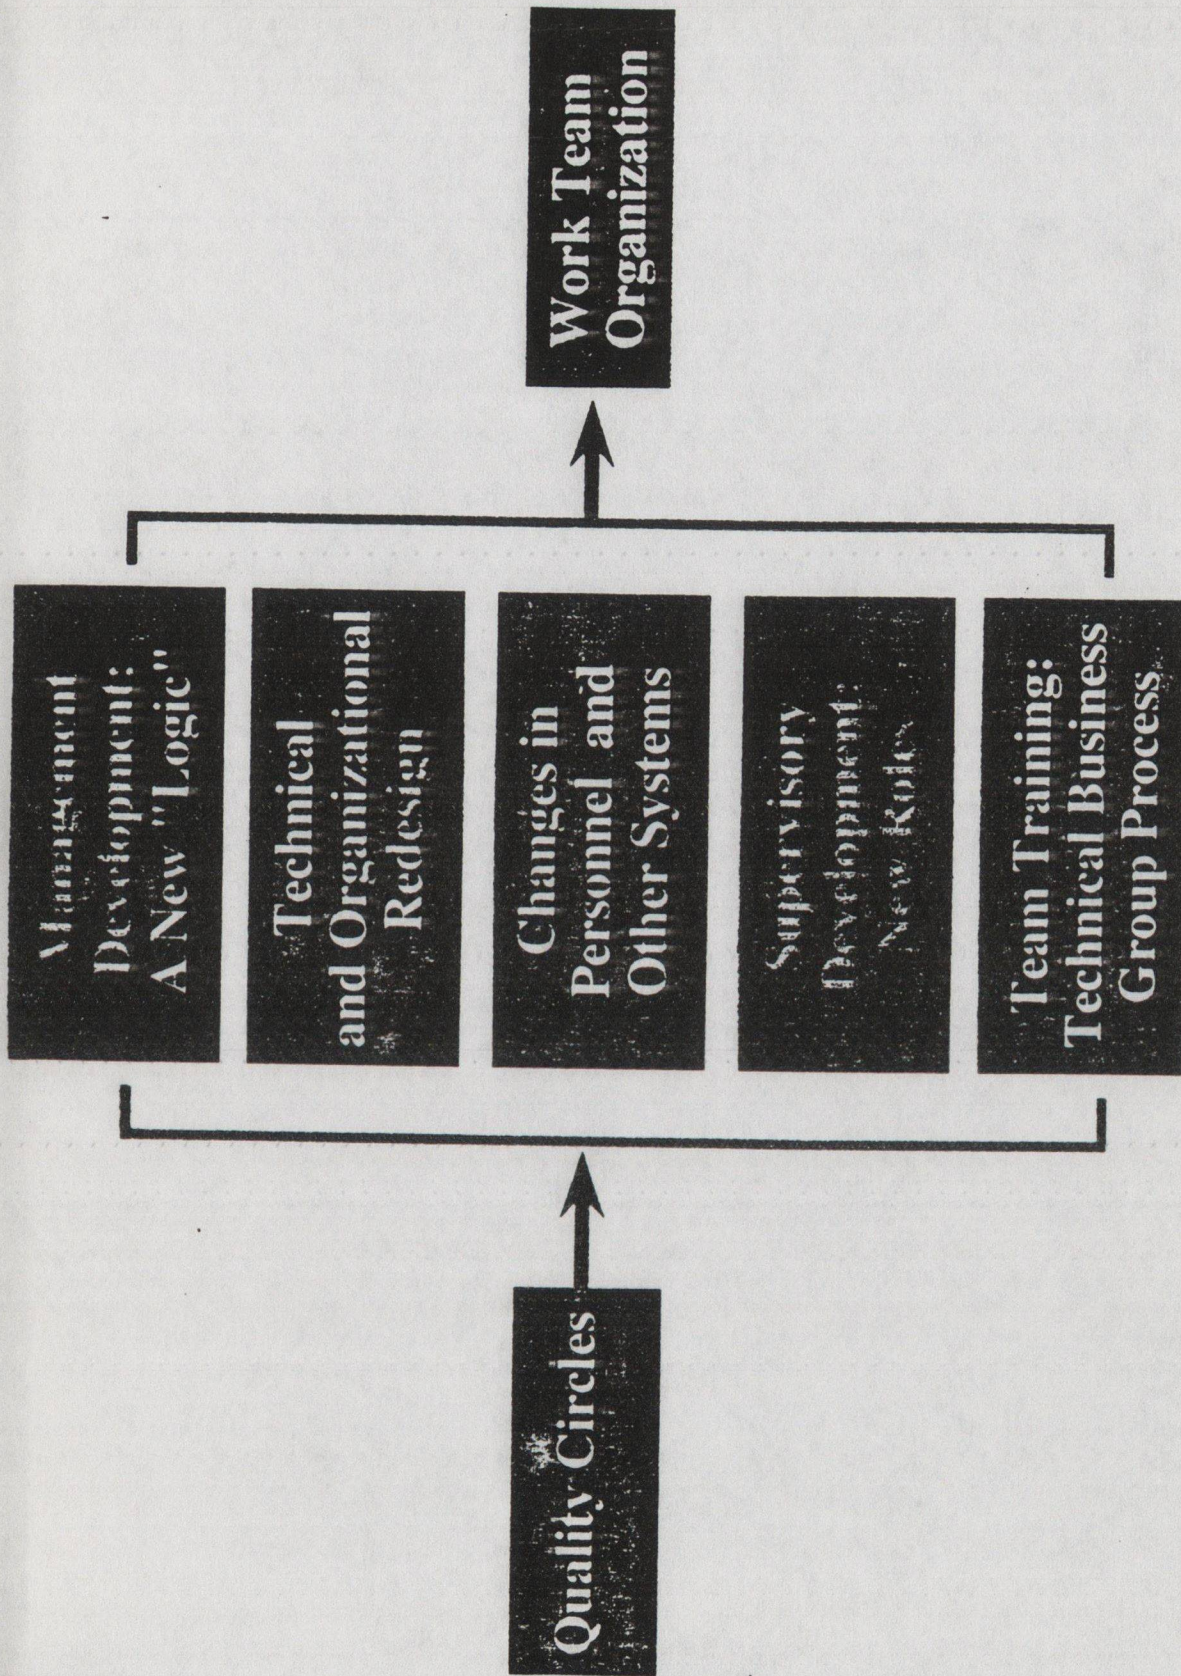 Quality Circles
Management
Development:
A New "Logic"
Technical
and Organizational
Redesign
Changes in
Personnel and
Other Systems
Supervisory
Development:
New Roles
Team Training:
Technical Business
Group Process
Work Team
Organization